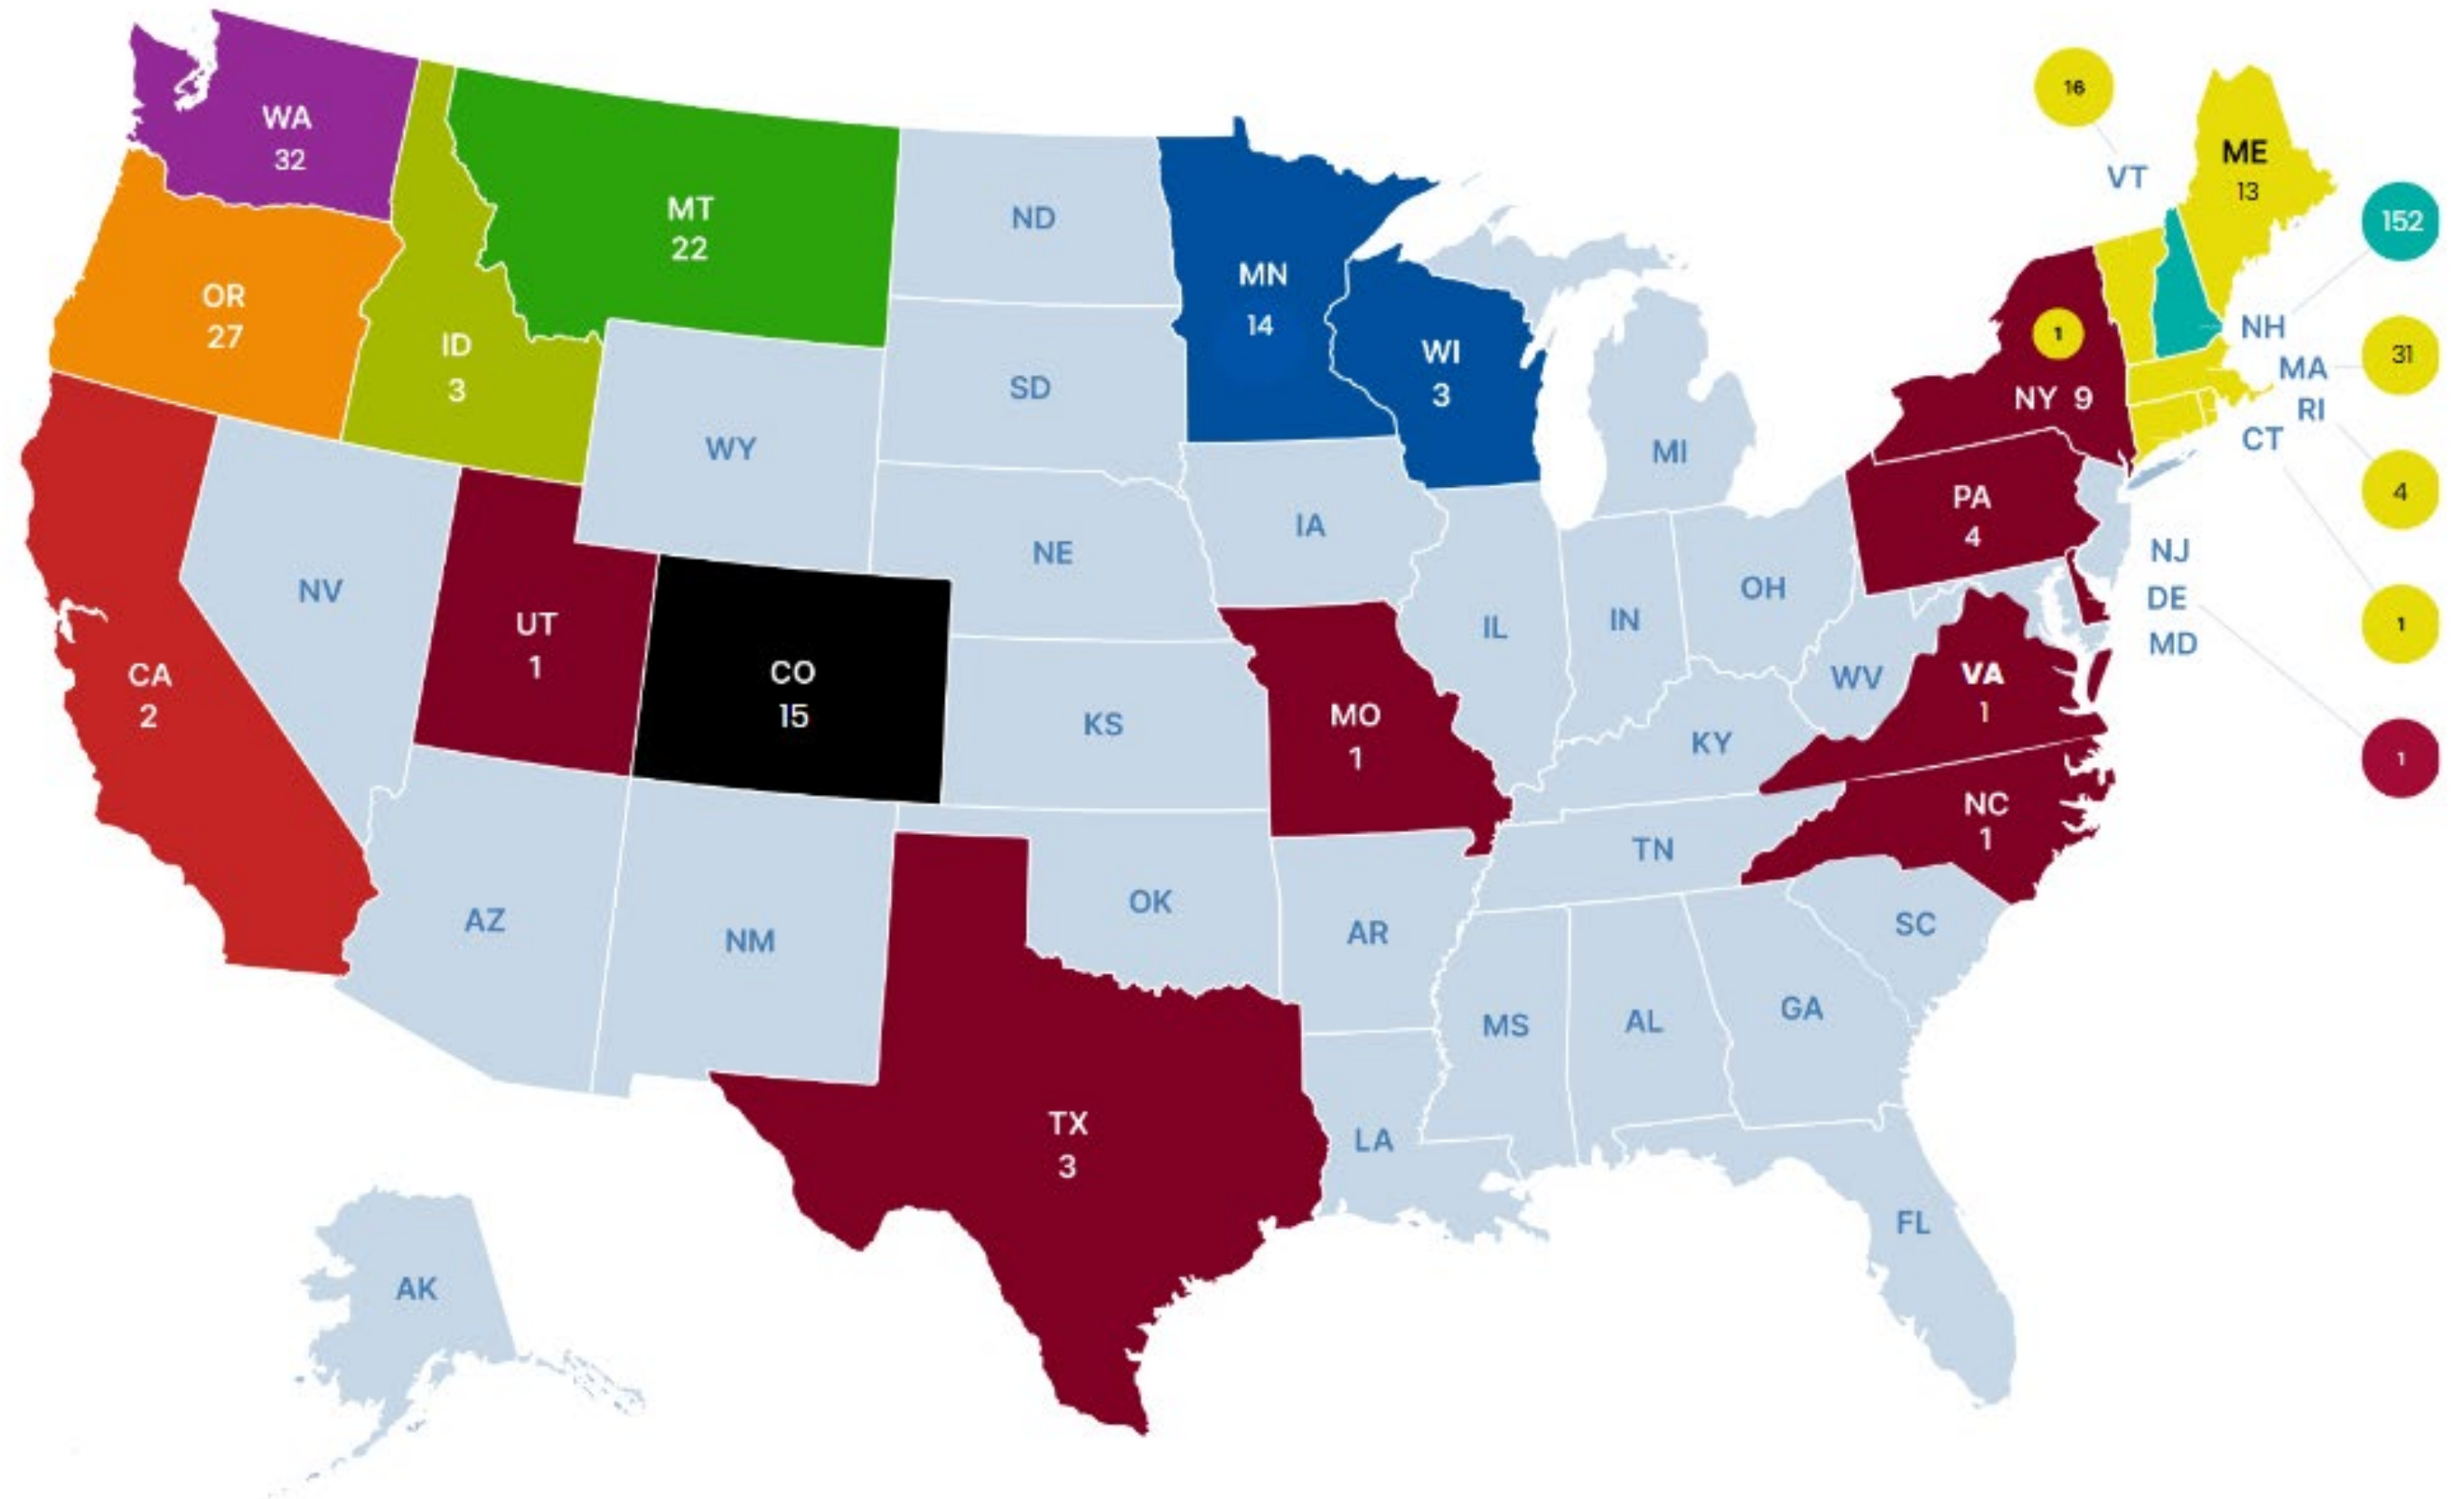 WA
32
OR
27
CA
2
ID
3
MT
22
NV
UT
1
AZ
WY
CO
15
NM
ND
SD
NE
KS
OK
TX
3
MN
14
IA
MO
1
AR
LA
WI
3
IL
MS
MI
IN
KY
TN
AL
OH
WV
GA
FL
SC
NC
1
VA
1
PA
4
NY 9
1
16
VT
ME
13
152
NH
MA
31
RI
4
CT
1
NJ
DE
1
MD
AK